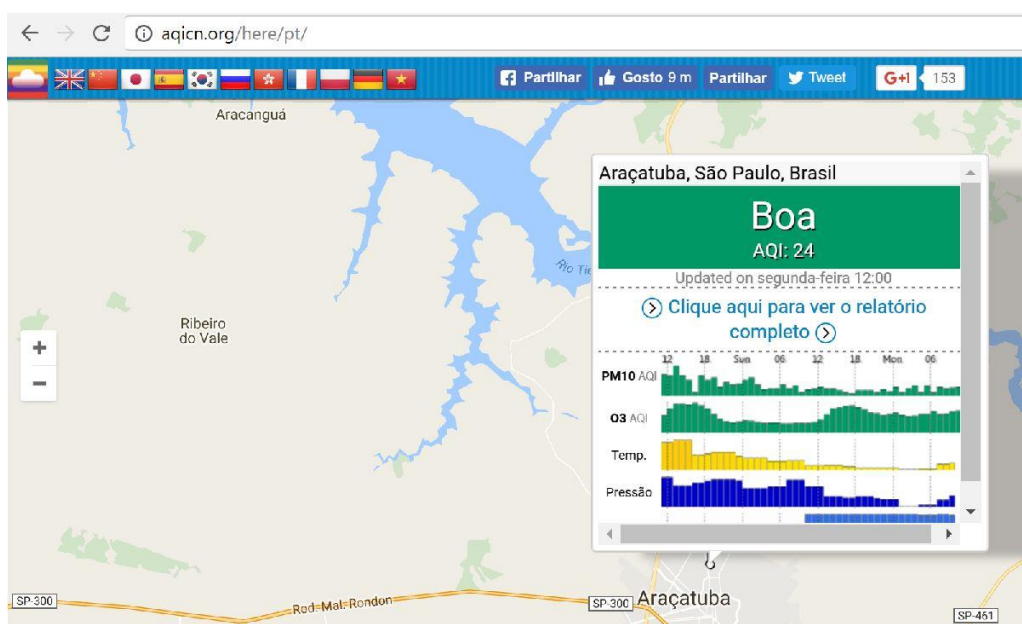 aqicn.org/here/pt/
Partilhar Gosto 9 m Partilhar Tweet G+1 153
Aracanguá
Araçatuba, São Paulo, Brasil
Boa
AQI: 24
Updated on segunda-feira 12:00
Clique aqui para ver o relatório
completo
12 18 Sun 06 12 18 Mon 06
PM10 AQI
O3 AQI
Temp.
Pressão
Rio Tie
Ribeiro
do Vale
+
−
SP-300
Rod. Mal. Rondon
SP-300 Araçatuba
SP-461